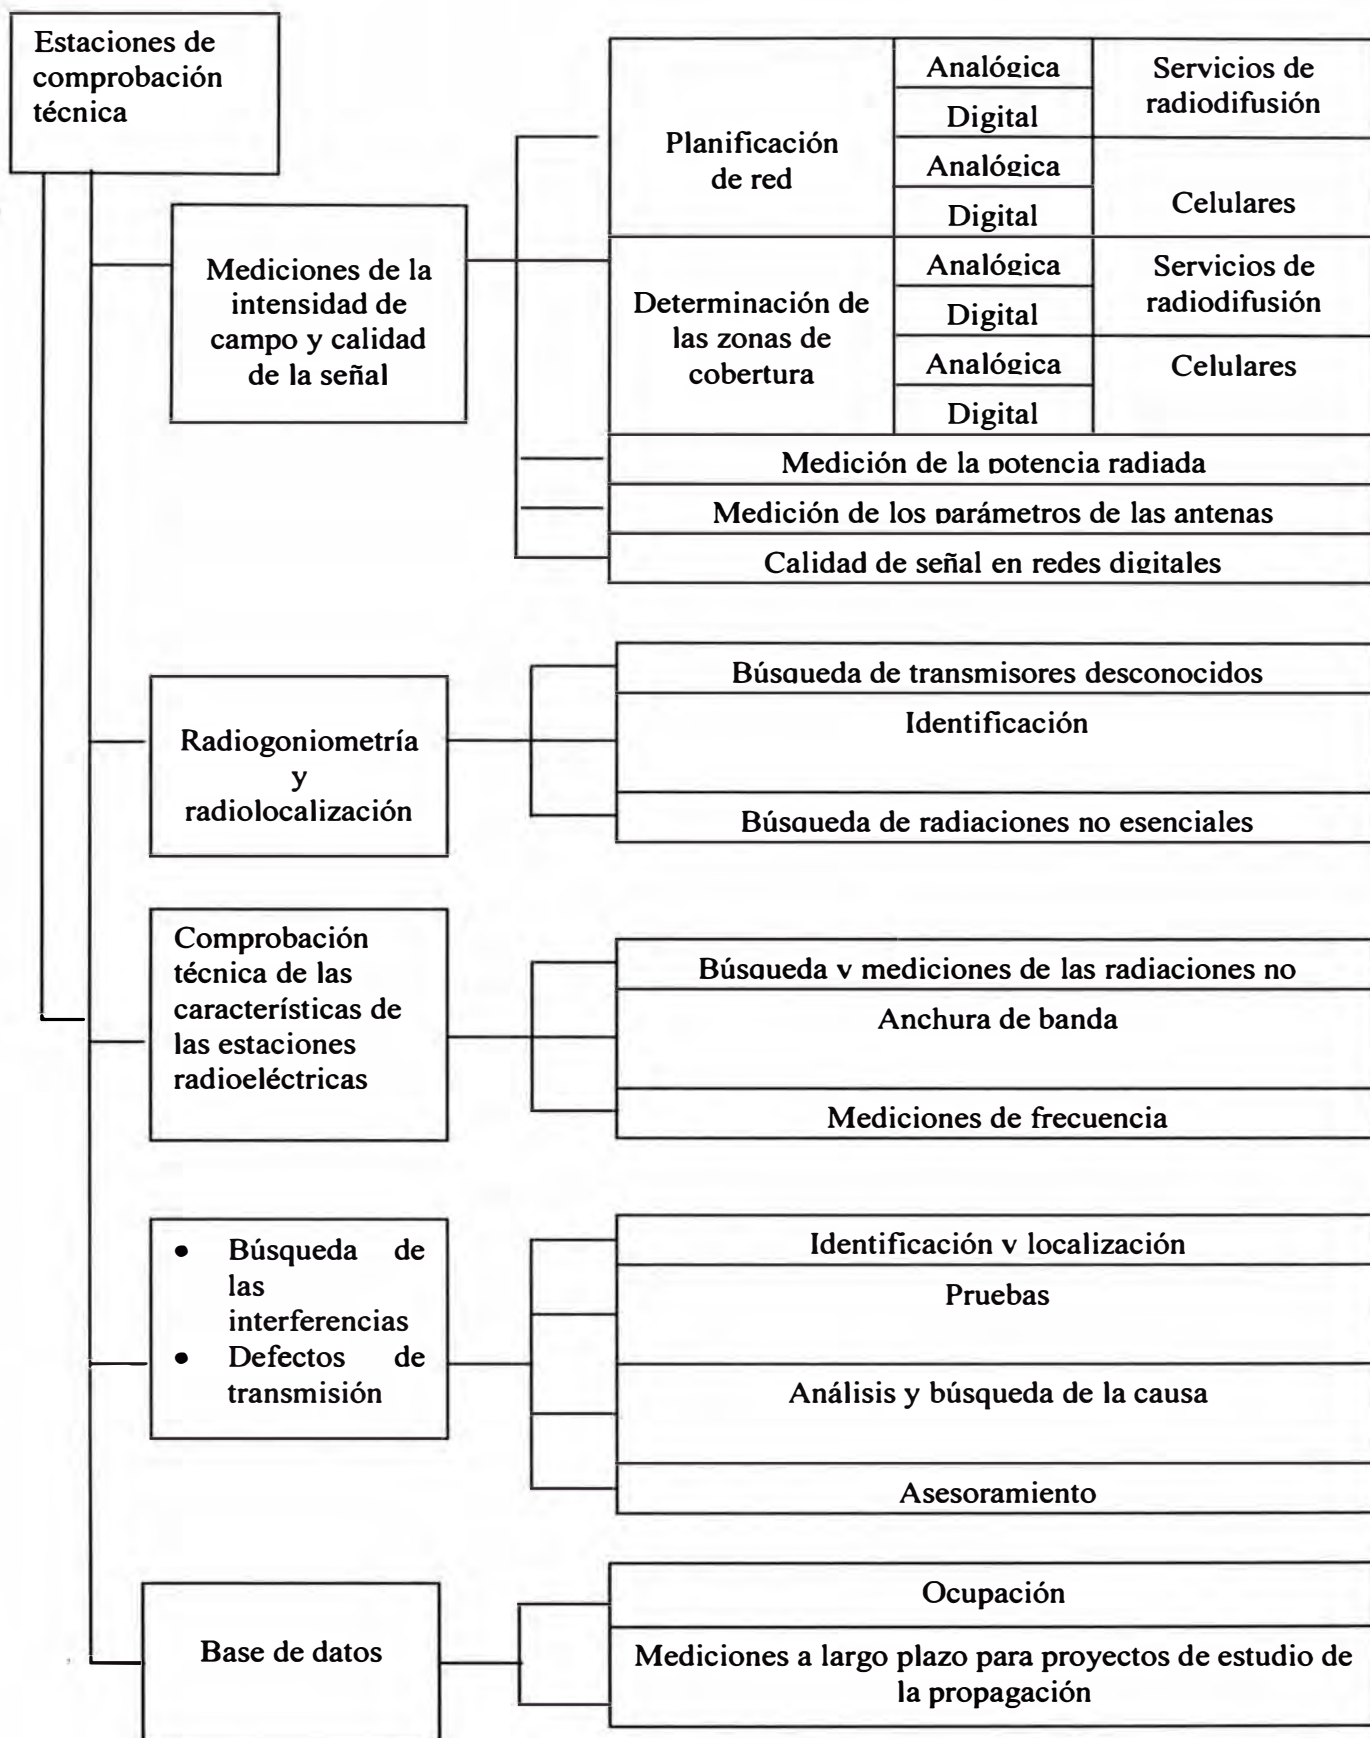 Estaciones de
comprobación
técnica
Mediciones de la
intensidad de
campo y calidad
de la señal
Planificación
de red
Analógica
Digital
Analógica
Digital
Servicios de
radiodifusión
Celulares
Determinación de
las zonas de
cobertura
Analógica
Digital
Analógica
Digital
Servicios de
radiodifusión
Celulares
Medición de la potencia radiada
Medición de los parámetros de las antenas
Calidad de señal en redes digitales
Radiogoniometría
y
radiolocalización
Búsqueda de transmisores desconocidos
Identificación
Búsqueda de radiaciones no esenciales
Comprobación
técnica de las
características de
las estaciones
radioeléctricas
Búsqueda y mediciones de las radiaciones no
Anchura de banda
Mediciones de frecuencia
• Búsqueda de
las
interferencias
• Defectos de
transmisión
Identificación y localización
Pruebas
Análisis y búsqueda de la causa
Asesoramiento
Base de datos
Ocupación
Mediciones a largo plazo para proyectos de estudio de
la propagación